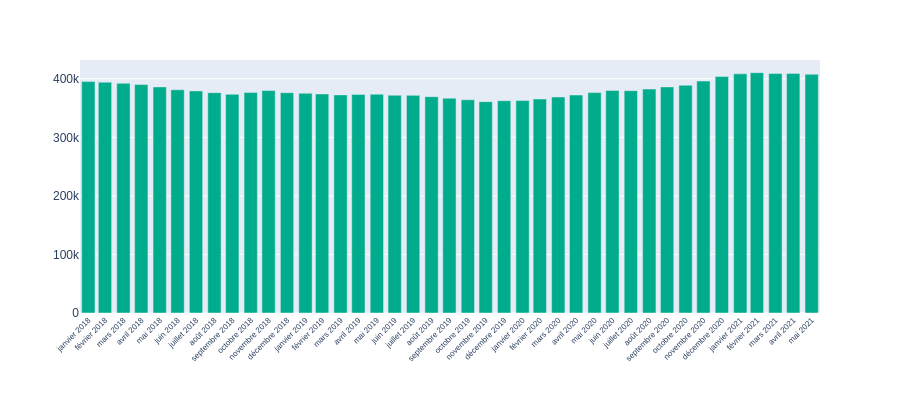 400k
300k
200k
100k
0
janvier 2018
février 2018
mars 2018
avril 2018
mai 2018
juin 2018
juillet 2018
août 2018
septembre 2018
octobre 2018
novembre 2018
décembre 2018
janvier 2019
février 2019
mars 2019
avril 2019
mai 2019
juin 2019
juillet 2019
août 2019
septembre 2019
octobre 2019
novembre 2019
décembre 2019
janvier 2020
février 2020
mars 2020
avril 2020
mai 2020
juin 2020
juillet 2020
août 2020
septembre 2020
octobre 2020
novembre 2020
décembre 2020
janvier 2021
février 2021
mars 2021
avril 2021
mai 2021